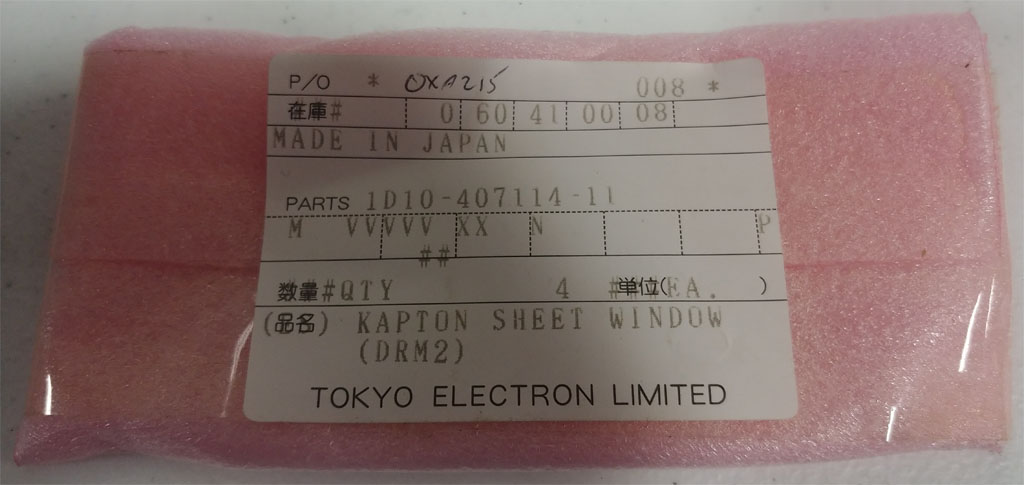 P/O * OXA215 008 *
在庫# 0 60 41 00 08
MADE IN JAPAN
PARTS 1D10-407114-11
M VVVVV XX N P
##
数量#QTY 4 単位( EA. )
(品名) KAPTON SHEET WINDOW
(DRM2)
TOKYO ELECTRON LIMITED